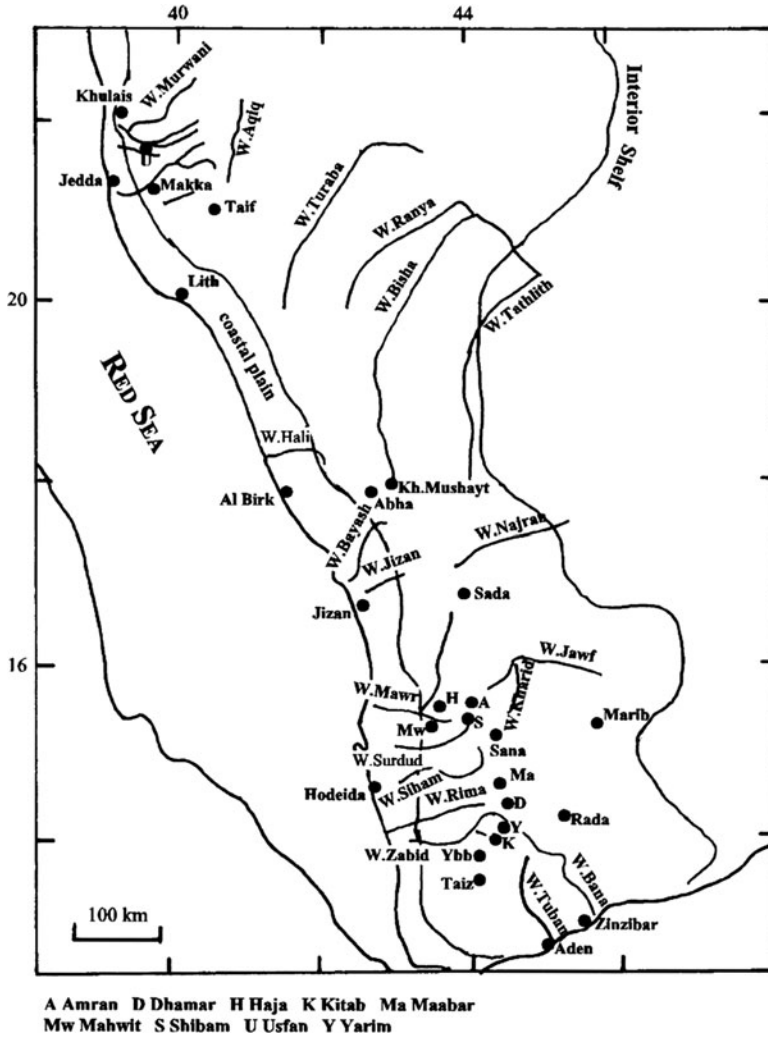 40 44
Khulais
W.Murwani
W.Aqiq
U
Jedda
Makka
Taif
W.Turaba
W.Ranya
W.Bisha
Interior Shelf
W.Tathlith
20
Lith
coastal plain
RED SEA
W.Hali
Al Birk
Kh.Mushayt
Abha
W.Bayash
W.Najran
W.Jizan
Jizan
Sada
16
W.Jawf
W.Mawr
H
A
W.Kharid
Mw
S
Marib
Sana
W.Surdud
Ma
Hodeida
W.Siham
W.Rima
D
Rada
Y
K
W.Zabid
Ybb
W.Bana
Taiz
W.Tuban
Zinzibar
100 km
Aden
A Amran D Dhamar H Haja K Kitab Ma Maabar
Mw Mahwit S Shibam U Usfan Y Yarim